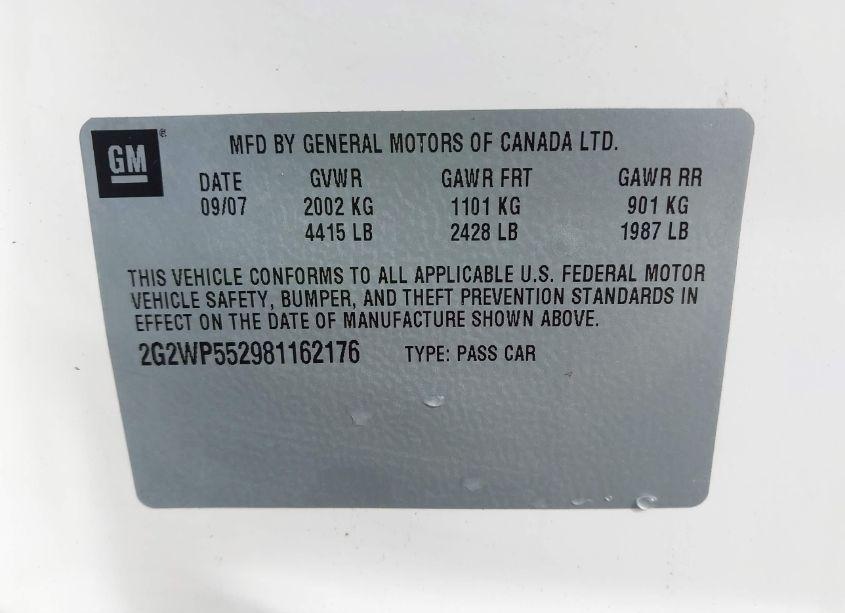 GM®
MFD BY GENERAL MOTORS OF CANADA LTD.
DATE GVWR GAWR FRT GAWR RR
09/07 2002 KG 1101 KG 901 KG
4415 LB 2428 LB 1987 LB
THIS VEHICLE CONFORMS TO ALL APPLICABLE U.S. FEDERAL MOTOR
VEHICLE SAFETY, BUMPER, AND THEFT PREVENTION STANDARDS IN
EFFECT ON THE DATE OF MANUFACTURE SHOWN ABOVE.
2G2WP552981162176 TYPE: PASS CAR